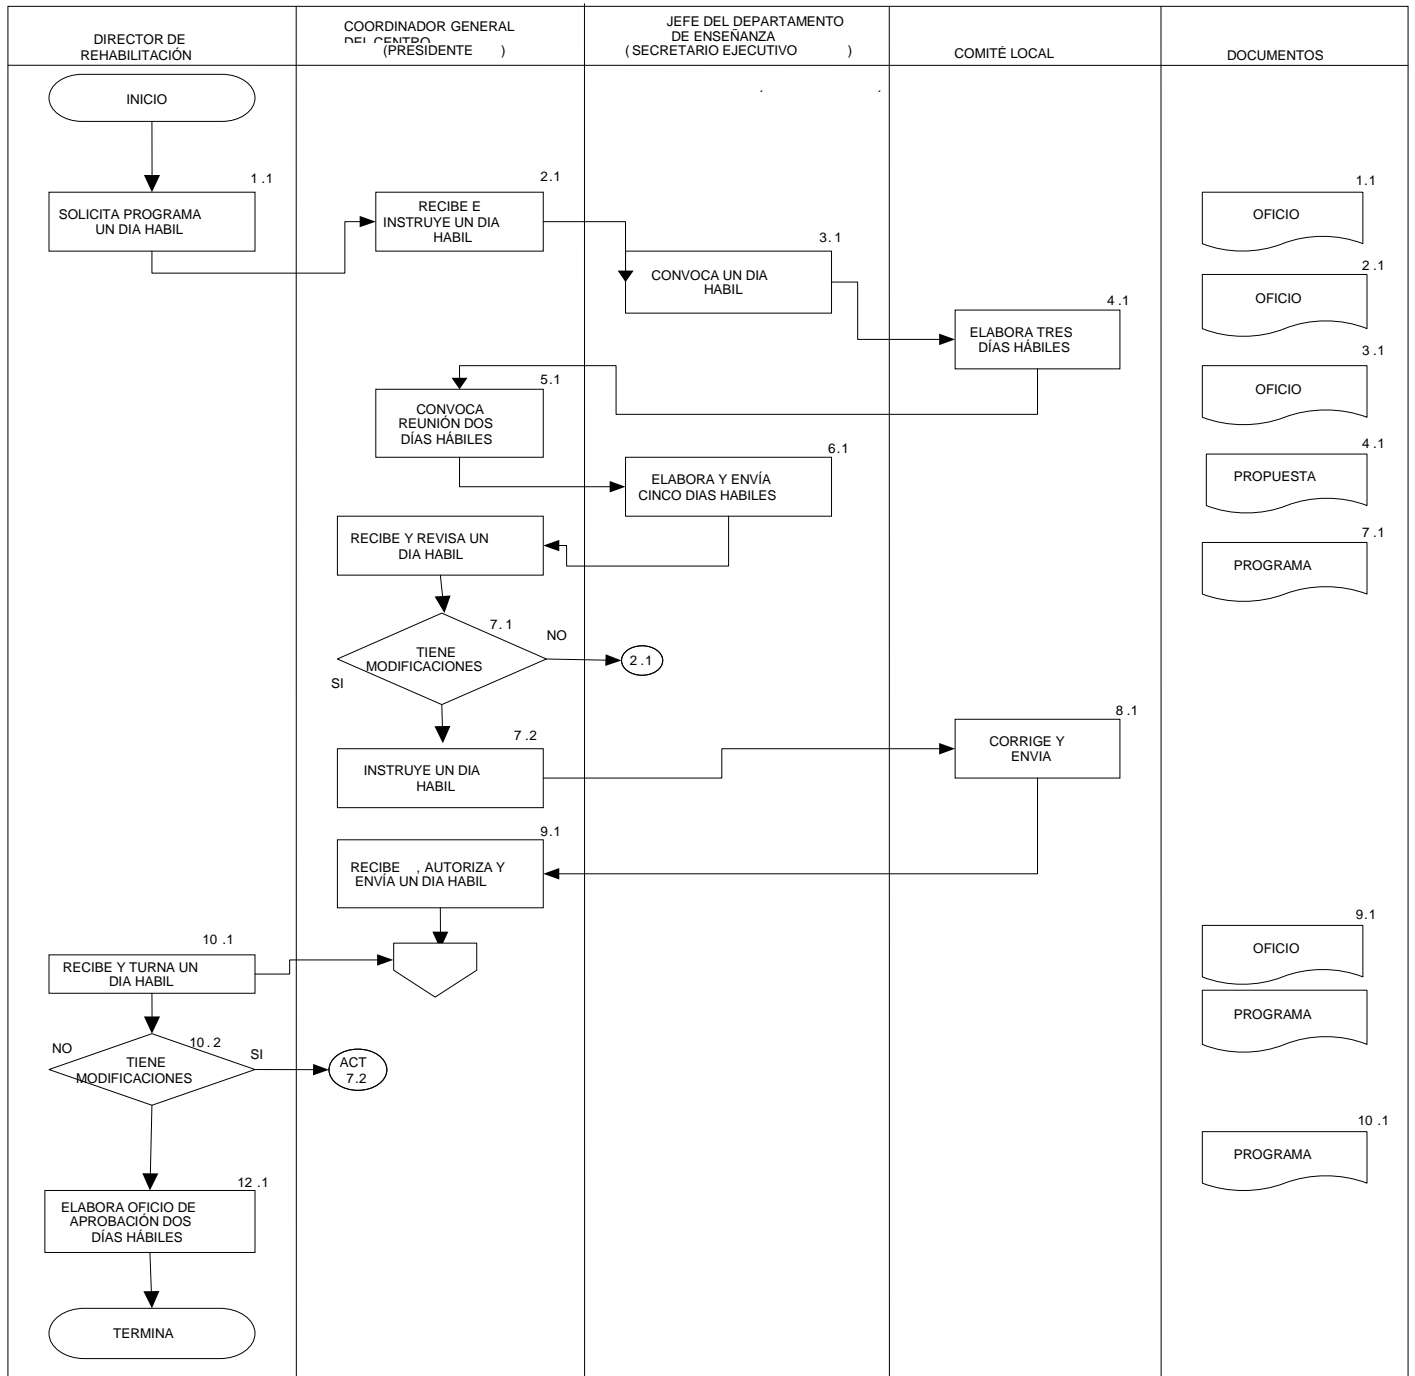 DIRECTOR DE
REHABILITACIÓN
COORDINADOR GENERAL
DEL CENTRO
(PRESIDENTE )
JEFE DEL DEPARTAMENTO
DE ENSEÑANZA
( SECRETARIO EJECUTIVO )
COMITÉ LOCAL
DOCUMENTOS
INICIO
1 .1
SOLICITA PROGRAMA
UN DIA HABIL
2.1
RECIBE E
INSTRUYE UN DIA
HABIL
3.1
CONVOCA UN DIA
HABIL
4 .1
ELABORA TRES
DÍAS HÁBILES
5.1
CONVOCA
REUNIÓN DOS
DÍAS HÁBILES
6.1
ELABORA Y ENVÍA
CINCO DIAS HABILES
RECIBE Y REVISA UN
DIA HABIL
7 .1
TIENE
MODIFICACIONES
NO
2 .1
SI
7 .2
INSTRUYE UN DIA
HABIL
8 .1
CORRIGE Y
ENVIA
9.1
RECIBE , AUTORIZA Y
ENVÍA UN DIA HABIL
10 .1
RECIBE Y TURNA UN
DIA HABIL
10 . 2
TIENE
MODIFICACIONES
NO
SI
ACT
7.2
12 .1
ELABORA OFICIO DE
APROBACIÓN DOS
DÍAS HÁBILES
TERMINA
1.1
OFICIO
2 .1
OFICIO
3 .1
OFICIO
4 .1
PROPUESTA
7 .1
PROGRAMA
9.1
OFICIO
PROGRAMA
10 .1
PROGRAMA